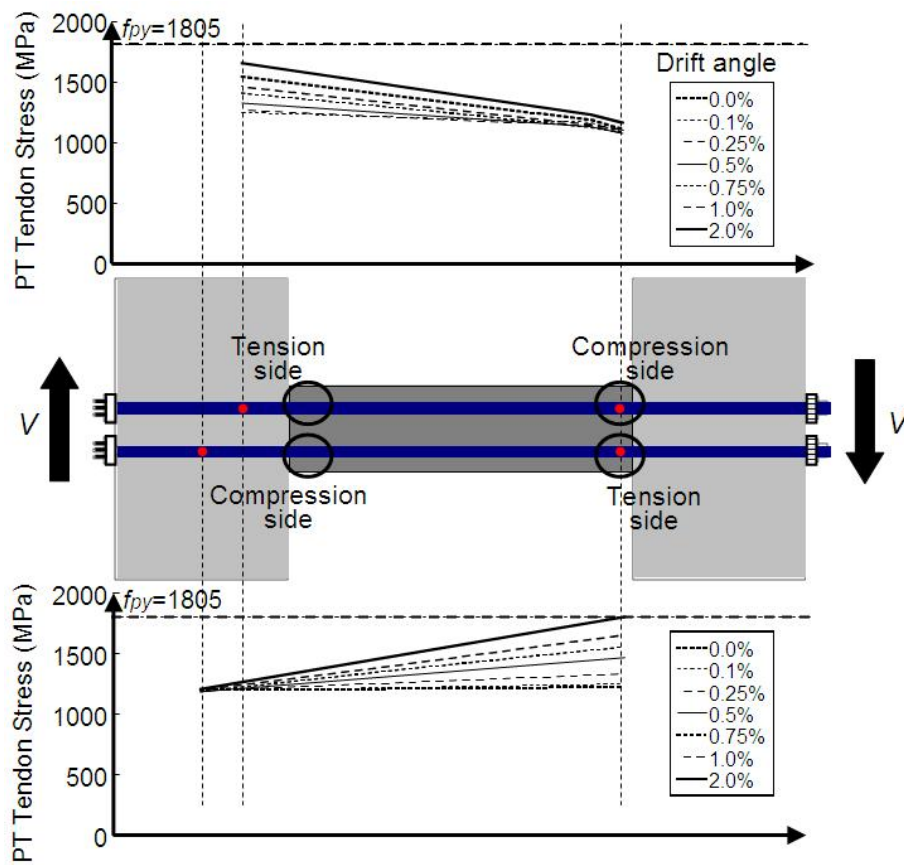 2000
fpy=1805
1500
1000
500
0
PT Tendon Stress (MPa)
Drift angle
0.0%
0.1%
0.25%
0.5%
0.75%
1.0%
2.0%
Tension
side
Compression
side
V
V
Compression
side
Tension
side
2000
fpy=1805
1500
1000
500
0
PT Tendon Stress (MPa)
0.0%
0.1%
0.25%
0.5%
0.75%
1.0%
2.0%